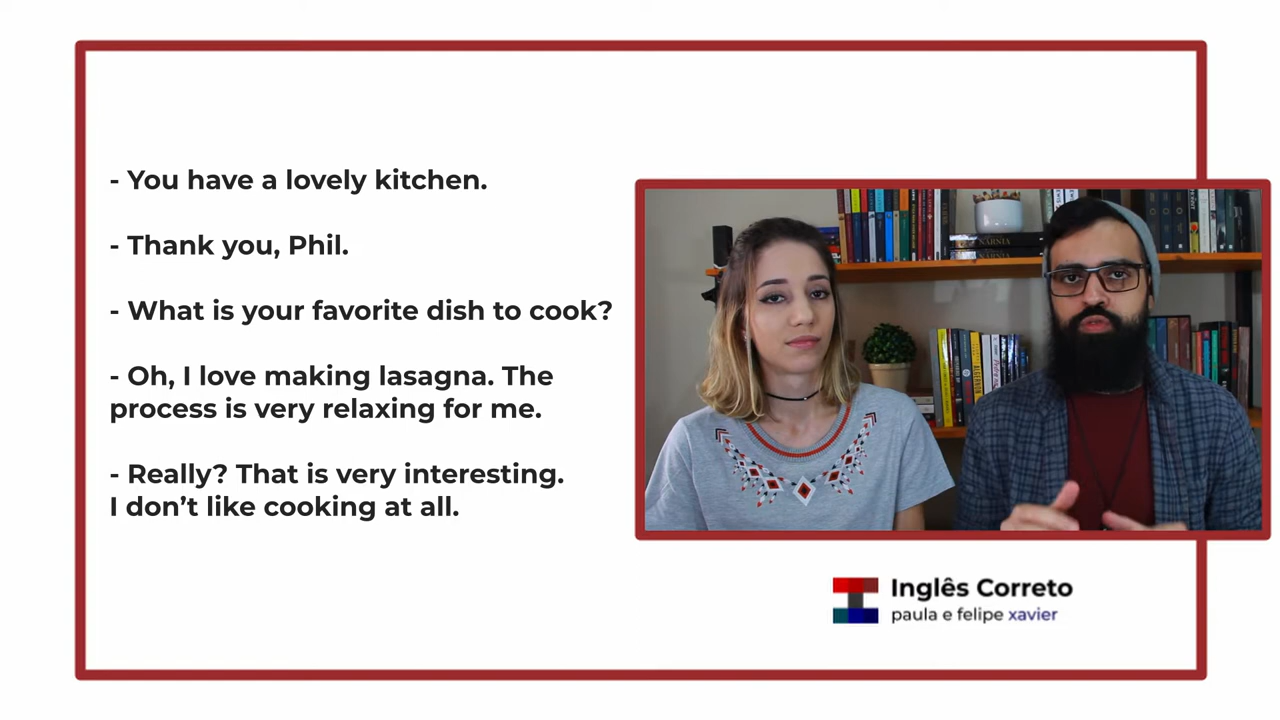 - You have a lovely kitchen.
- Thank you, Phil.
- What is your favorite dish to cook?
- Oh, I love making lasagna. The
process is very relaxing for me.
- Really? That is very interesting.
I don’t like cooking at all.
NARNIA
NARNIA
Inglês Correto
paula e felipe xavier